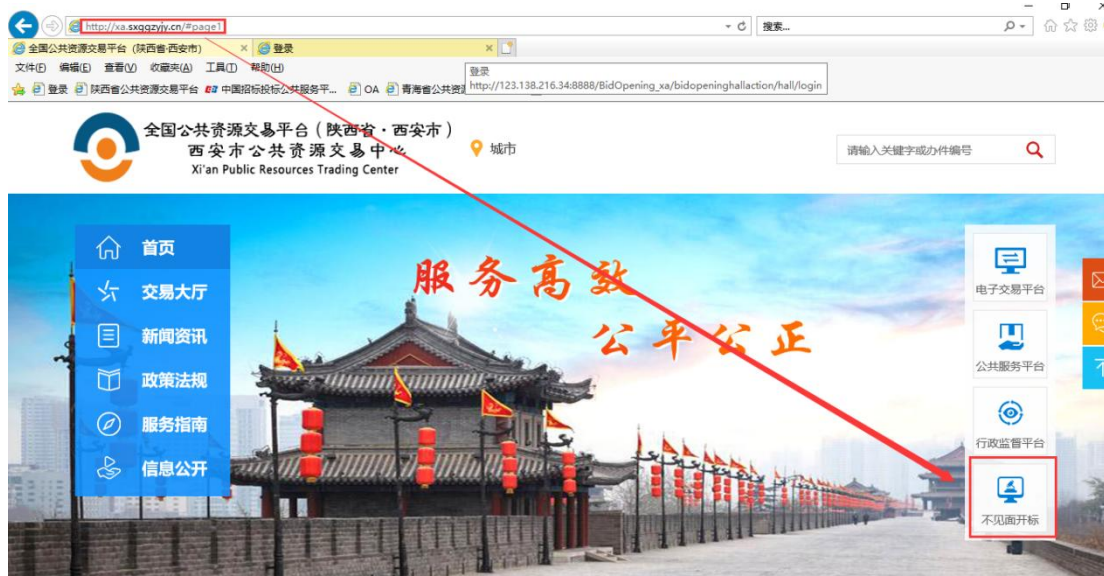 http://xa.sxggzyjy.cn/#page1
搜索...
全国公共资源交易平台（陕西省·西安市）
登录
文件(F) 编辑(E) 查看(V) 收藏夹(A) 工具(T) 帮助(H)
登录
http://123.138.216.34:8888/BidOpening_xa/bidopeninghallaction/hall/login
登录 陕西省公共资源交易平台 中国招标投标公共服务平... OA 青海省公共资
全国公共资源交易平台（陕西省·西安市）
西安市公共资源交易中心
Xi'an Public Resources Trading Center
城市
请输入关键字或办件编号
首页
交易大厅
新闻资讯
政策法规
服务指南
信息公开
服务高效
公平公正
电子交易平台
公共服务平台
行政监督平台
不见面开标